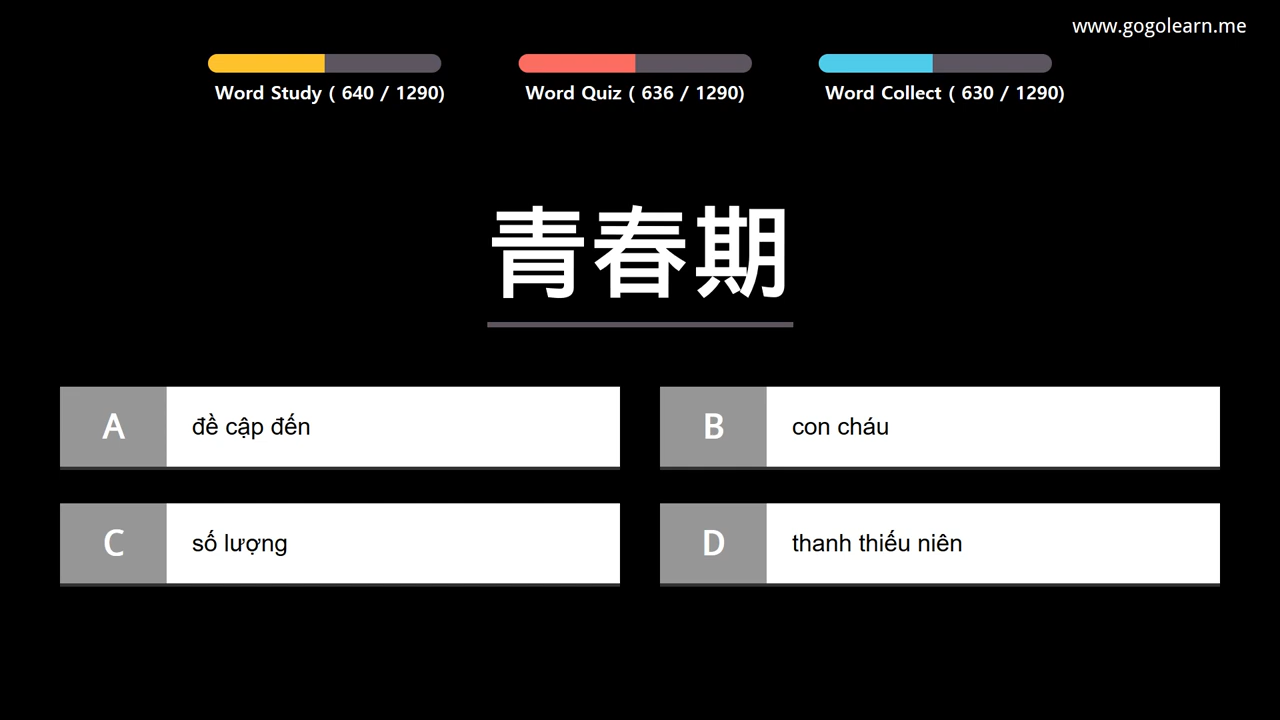 www.gogolearn.me
Word Study ( 640 / 1290)
Word Quiz ( 636 / 1290)
Word Collect ( 630 / 1290)
青春期
A đề cập đến
B con cháu
C số lượng
D thanh thiếu niên